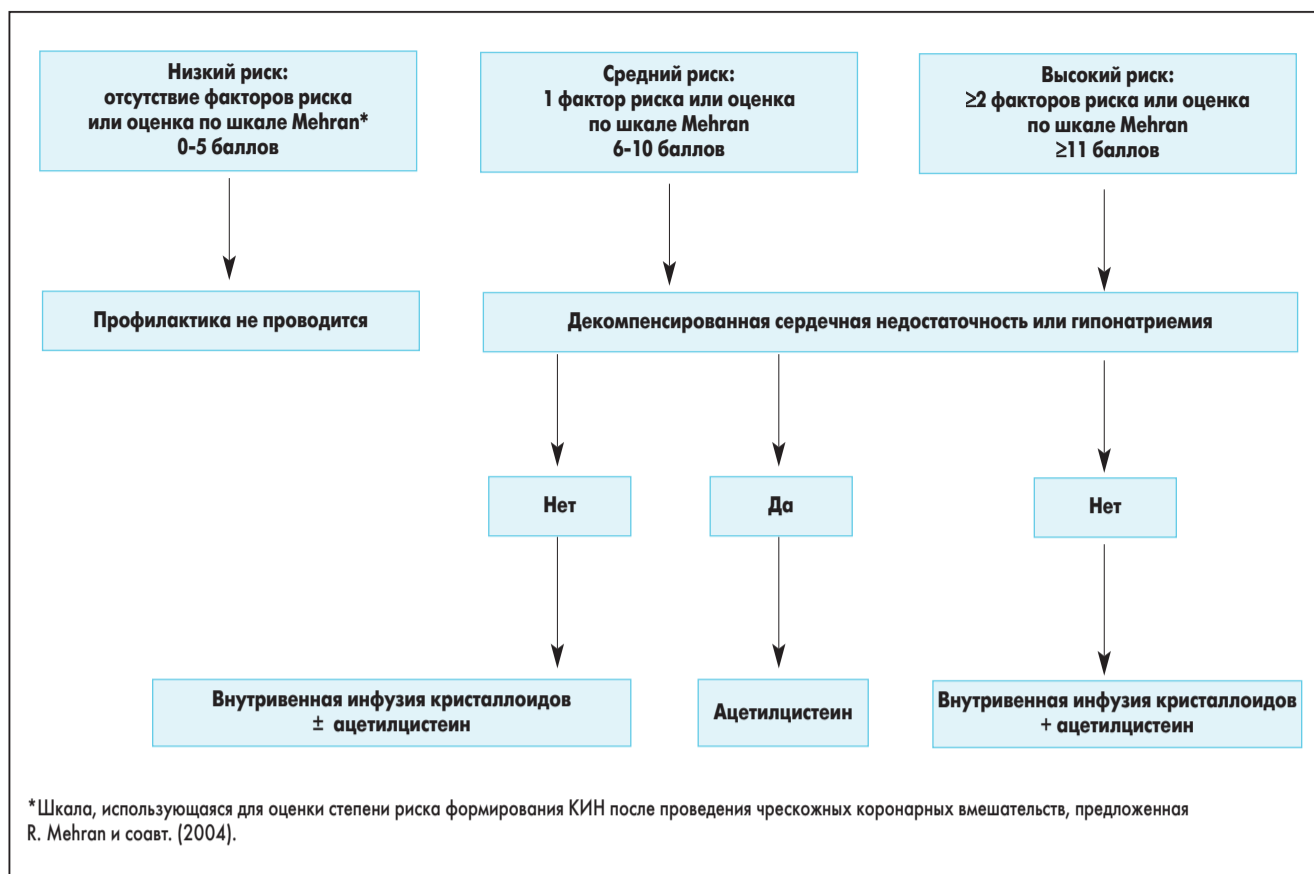 Низкий риск:
отсутствие факторов риска
или оценка по шкале Mehran*
0-5 баллов
Средний риск:
1 фактор риска или оценка
по шкале Mehran
6-10 баллов
Высокий риск:
≥2 факторов риска или оценка
по шкале Mehran
≥11 баллов
Профилактика не проводится
Декомпенсированная сердечная недостаточность или гипонатриемия
Нет
Да
Нет
Внутривенная инфузия кристаллоидов
± ацетилцистеин
Ацетилцистеин
Внутривенная инфузия кристаллоидов
+ ацетилцистеин
*Шкала, использующаяся для оценки степени риска формирования КИН после проведения чрескожных коронарных вмешательств, предложенная
R. Mehran и соавт. (2004).